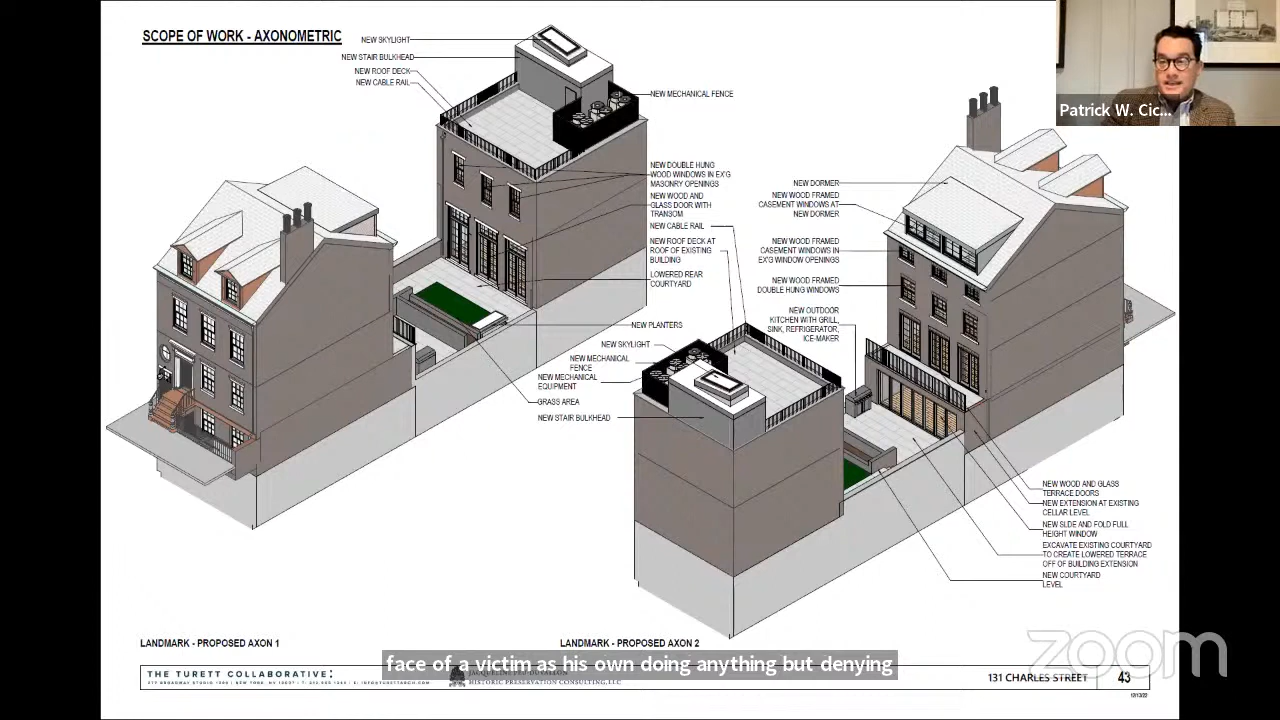 SCOPE OF WORK - AXONOMETRIC
NEW SKYLIGHT
NEW STAIR BULKHEAD
NEW ROOF DECK
NEW CABLE RAIL
NEW MECHANICAL FENCE
NEW DOUBLE HUNG
WOOD WINDOWS IN EX'G
MASONRY OPENINGS
NEW WOOD AND
GLASS DOOR WITH
TRANSOM
NEW CABLE RAIL
NEW ROOF DECK AT
ROOF OF EXISTING
BUILDING
LOWERED REAR
COURTYARD
NEW PLANTERS
NEW SKYLIGHT
NEW MECHANICAL
FENCE
NEW MECHANICAL
EQUIPMENT
GRASS AREA
NEW STAIR BULKHEAD
NEW DORMER
NEW WOOD FRAMED
CASEMENT WINDOWS AT
NEW DORMER
NEW WOOD FRAMED
CASEMENT WINDOWS IN
EX'G WINDOW OPENINGS
NEW WOOD FRAMED
DOUBLE HUNG WINDOWS
NEW OUTDOOR
KITCHEN WITH GRILL,
SINK, REFRIGERATOR,
ICE-MAKER
NEW WOOD AND GLASS
TERRACE DOORS
NEW EXTENSION AT EXISTING
CELLAR LEVEL
NEW SLDE AND FOLD FULL
HEIGHT WINDOW
EXCAVATE EXISTING COURTYARD
TO CREATE LOWERED TERRACE
OFF OF BUILDING EXTENSION
NEW COURTYARD
LEVEL
Patrick W. Cic...
LANDMARK - PROPOSED AXON 1
LANDMARK - PROPOSED AXON 2
face of a victim as his own doing anything but denying
THE TURETT COLLABORATIVE:
HISTORIC PRESERVATION CONSULTING, LLC
131 CHARLES STREET
43
12/13/22
zoom